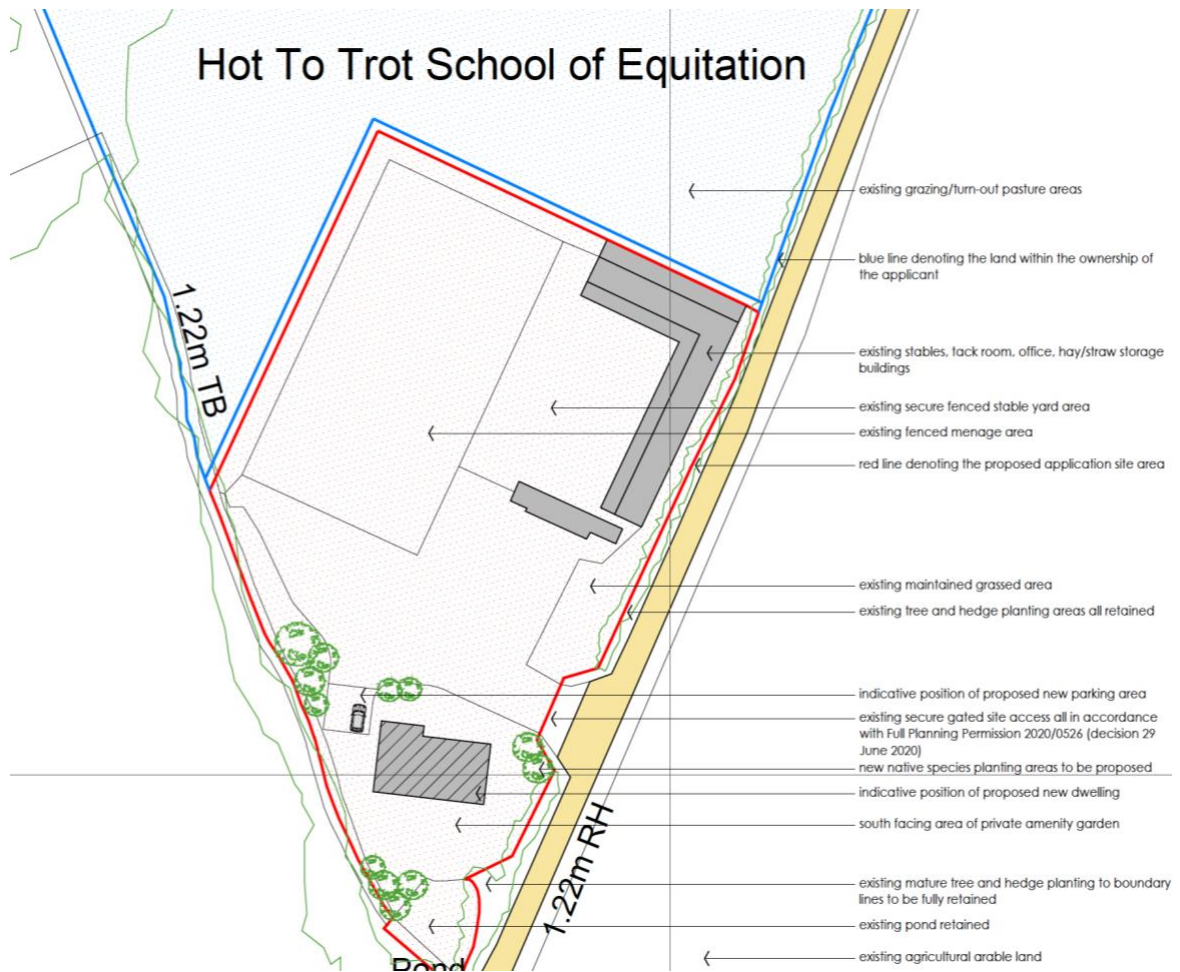 Hot To Trot School of Equitation
existing grazing/turn-out pasture areas
blue line denoting the land within the ownership of
the applicant
1.22m TB
existing stables, tack room, office, hay/straw storage
buildings
existing secure fenced stable yard area
existing fenced menage area
red line denoting the proposed application site area
existing maintained grassed area
existing tree and hedge planting areas all retained
indicative position of proposed new parking area
existing secure gated site access all in accordance
with Full Planning Permission 2020/0526 (decision 29
June 2020)
new native species planting areas to be proposed
indicative position of proposed new dwelling
south facing area of private amenity garden
1.22m RH
existing mature tree and hedge planting to boundary
lines to be fully retained
existing pond retained
existing agricultural arable land
Pond